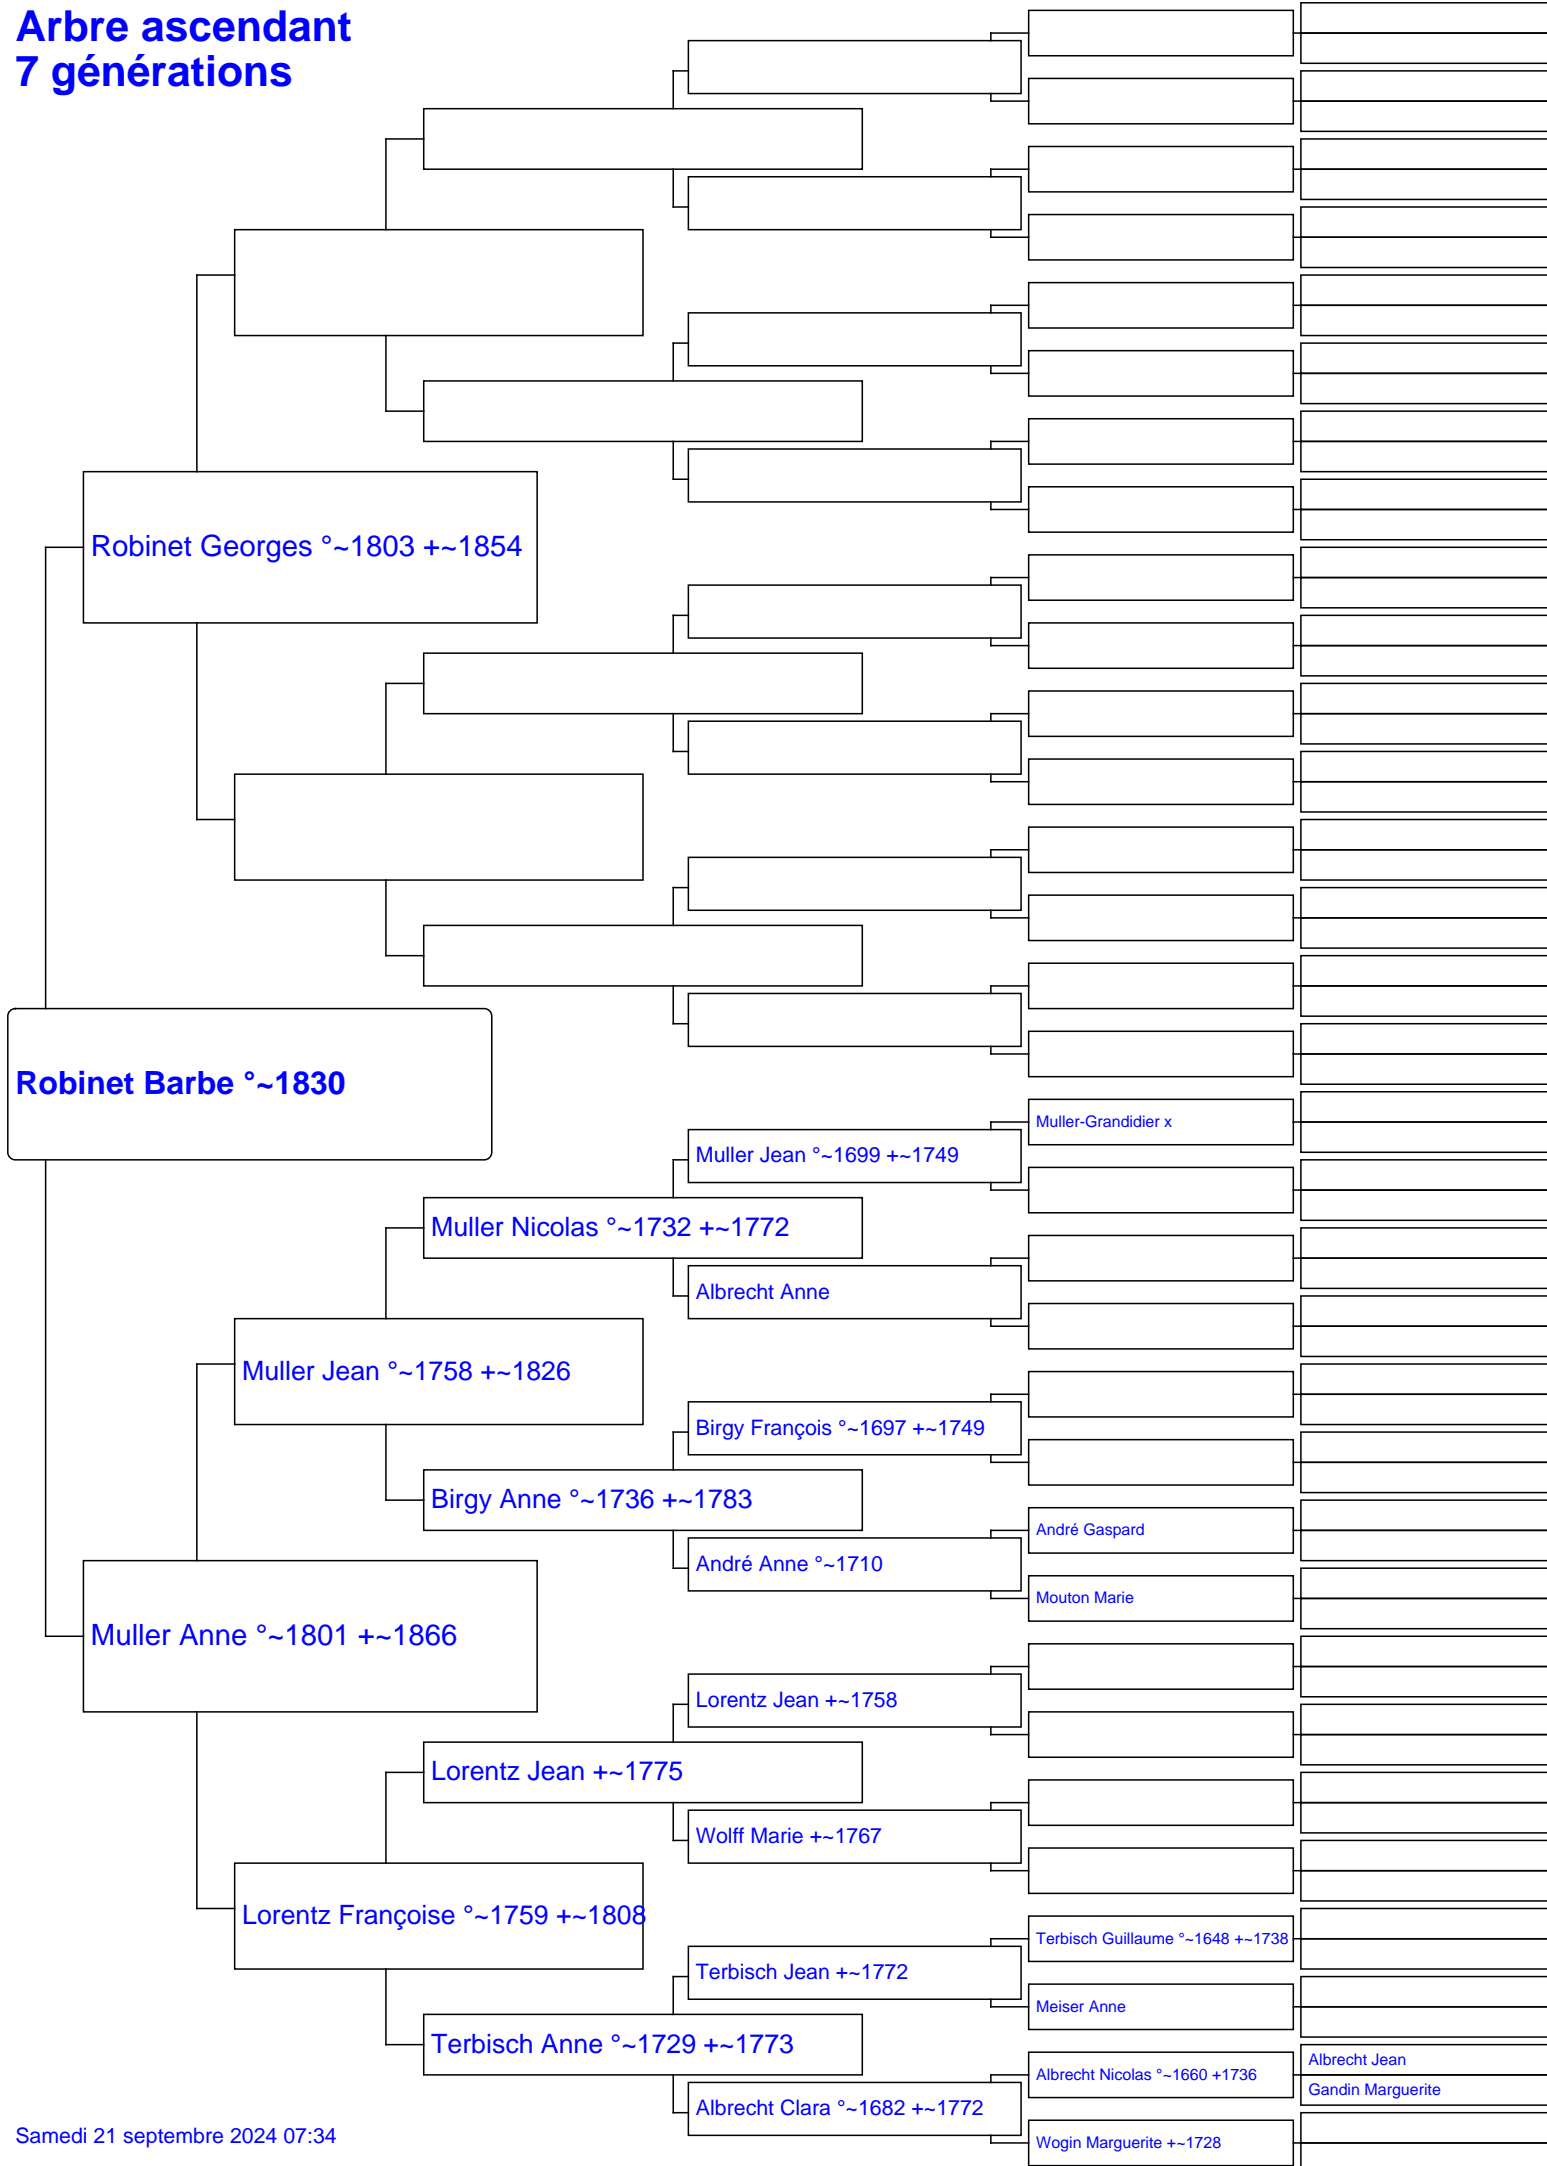 Arbre ascendant
7 générations
Robinet Georges °~1803 +~1854
Robinet Barbe °~1830
Muller-Grandidier x
Muller Jean °~1699 +~1749
Muller Nicolas °~1732 +~1772
Albrecht Anne
Muller Jean °~1758 +~1826
Birgy François °~1697 +~1749
Birgy Anne °~1736 +~1783
André Gaspard
André Anne °~1710
Mouton Marie
Muller Anne °~1801 +~1866
Lorentz Jean +~1758
Lorentz Jean +~1775
Wolff Marie +~1767
Lorentz Françoise °~1759 +~1808
Terbisch Guillaume °~1648 +~1738
Terbisch Jean +~1772
Meiser Anne
Terbisch Anne °~1729 +~1773
Albrecht Jean
Albrecht Nicolas °~1660 +1736
Gandin Marguerite
Albrecht Clara °~1682 +~1772
Wogin Marguerite +~1728
Samedi 21 septembre 2024 07:34